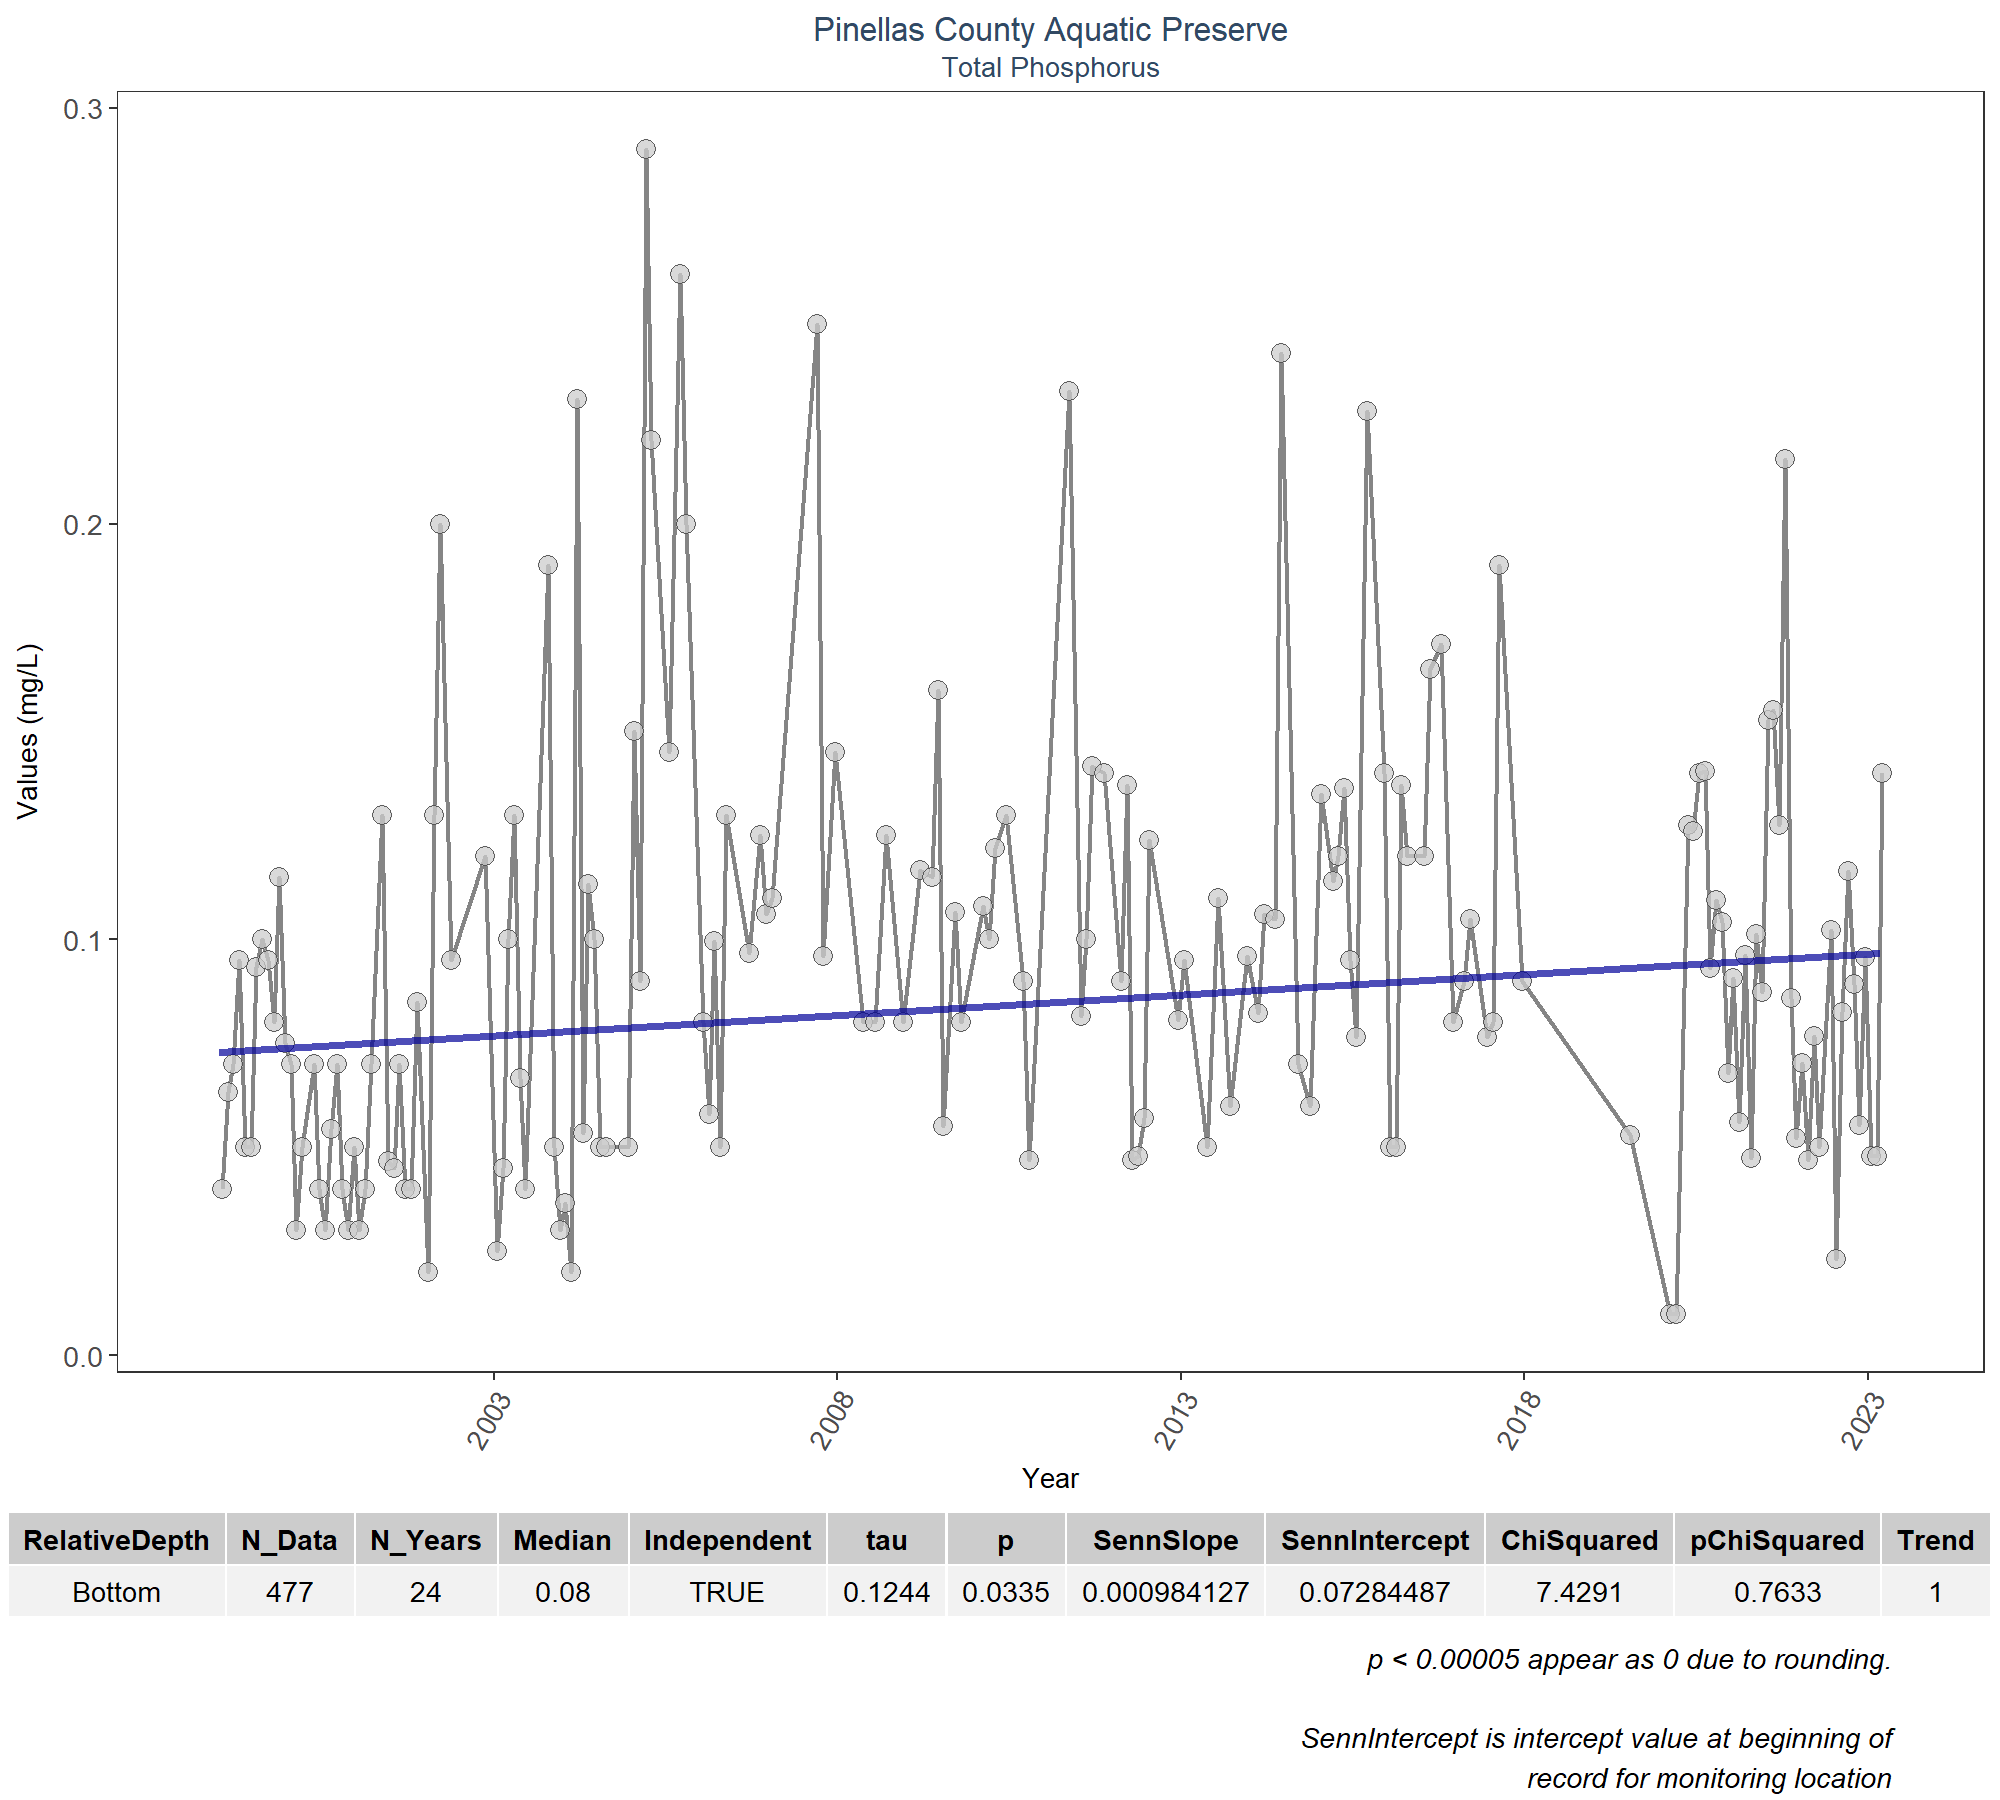 Pinellas County Aquatic Preserve
Total Phosphorus
0.3
0.2
0.1
0.0
Values (mg/L)
2003 2008 2013 2018 2023
Year
RelativeDepth N_Data N_Years Median Independent tau p SennSlope SennIntercept ChiSquared pChiSquared Trend
Bottom 477 24 0.08 TRUE 0.1244 0.0335 0.000984127 0.07284487 7.4291 0.7633 1
p < 0.00005 appear as 0 due to rounding.
SennIntercept is intercept value at beginning of
record for monitoring location